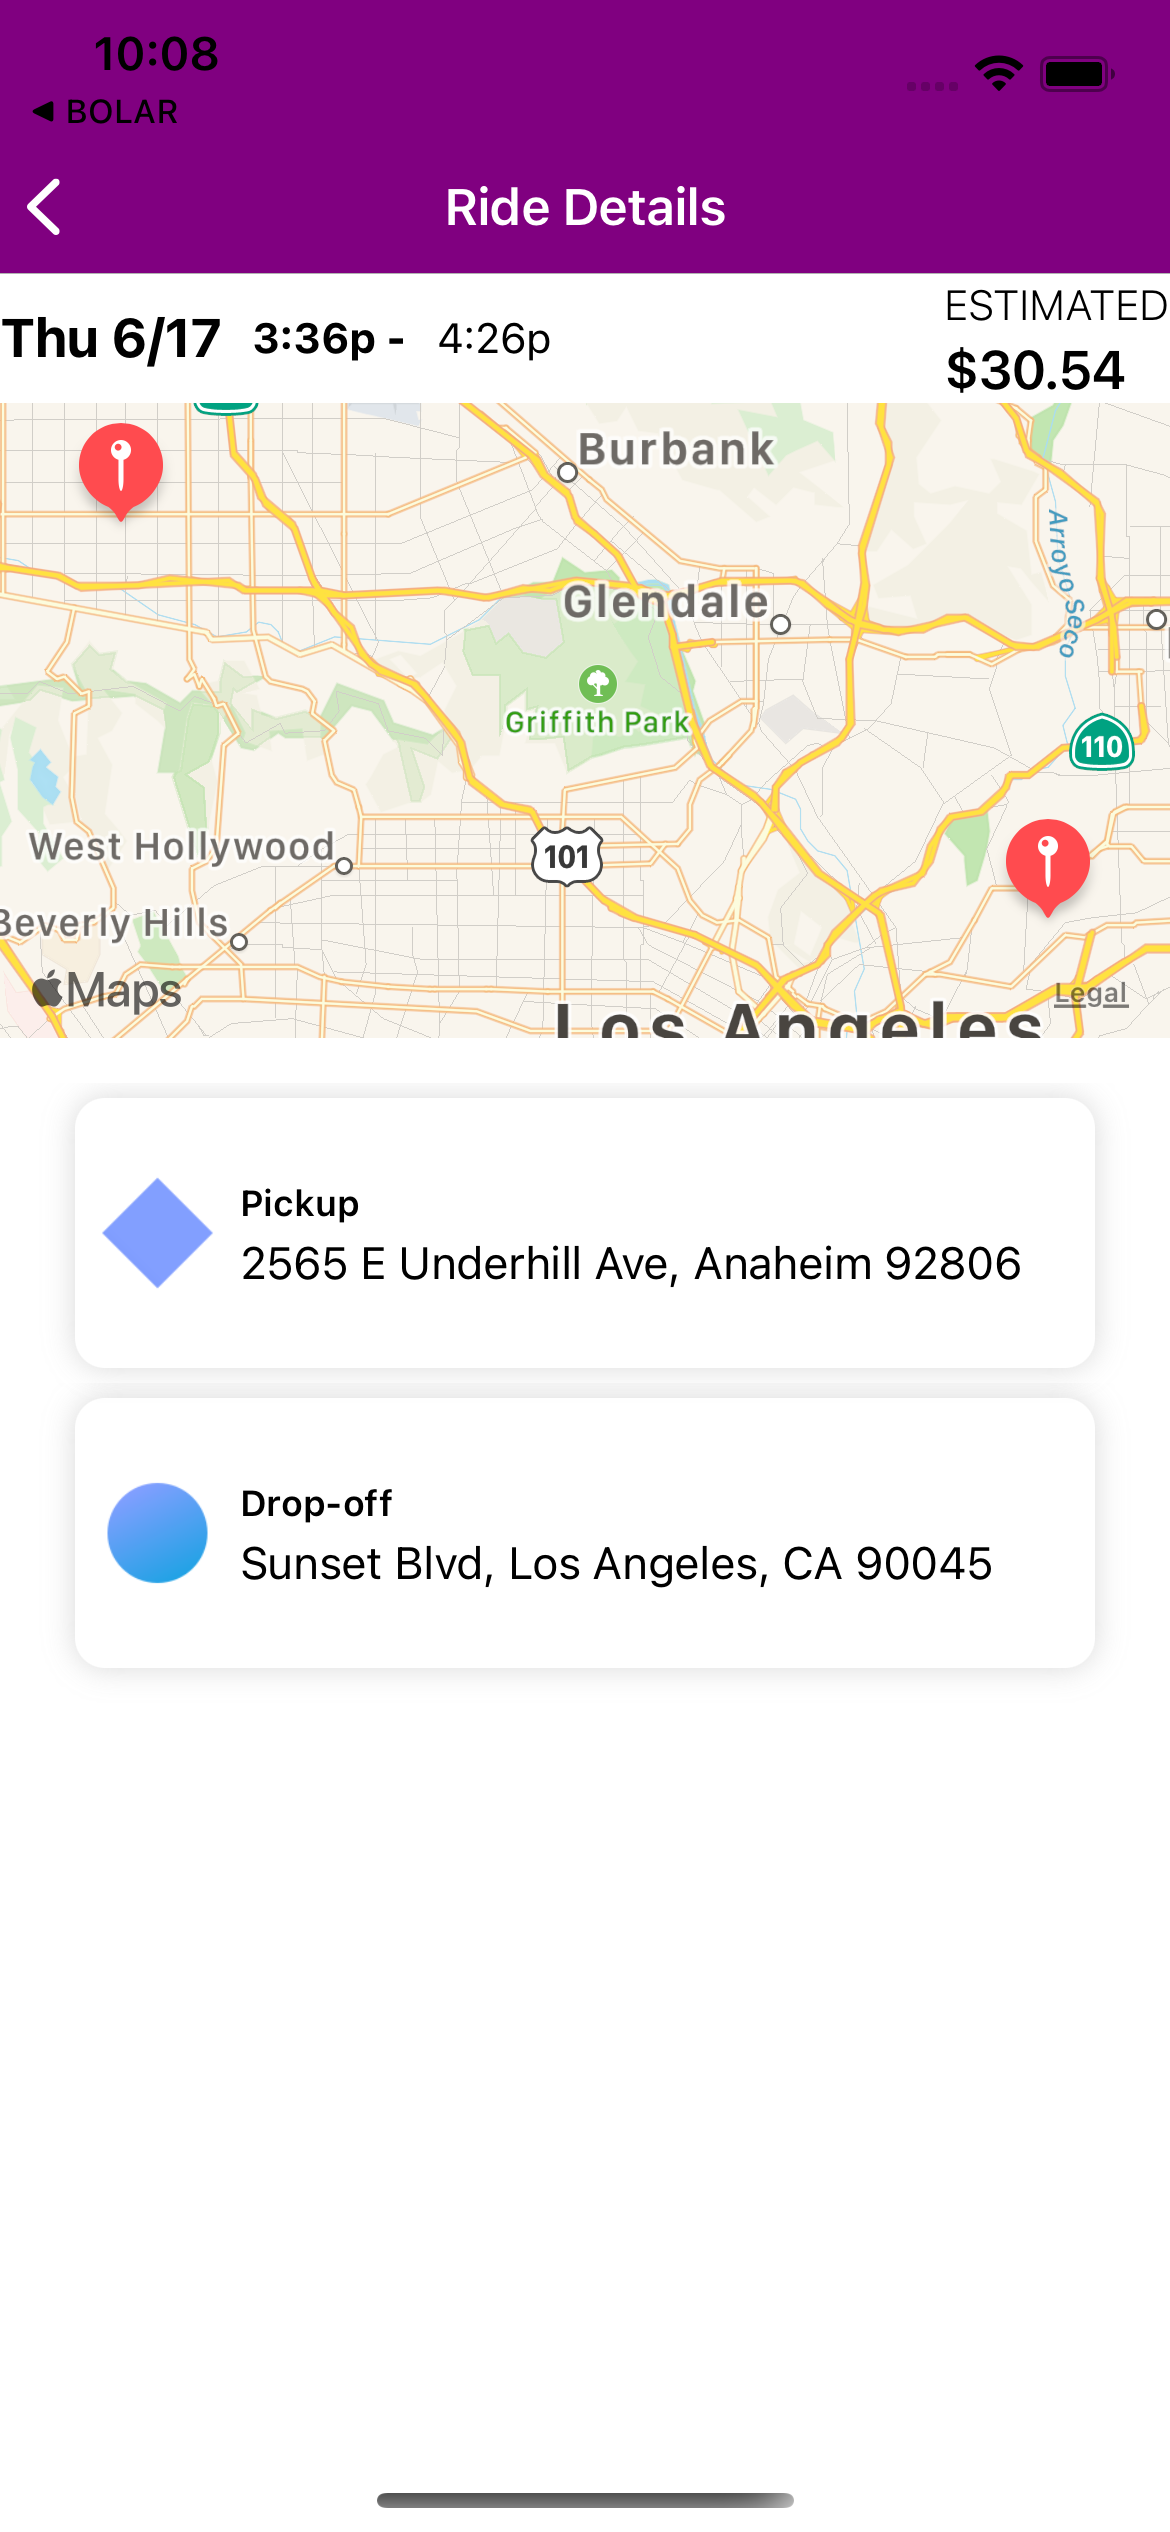 10:08
◀ BOLAR
Ride Details
Thu 6/17 3:36p - 4:26p
ESTIMATED
$30.54
Burbank
Arroyo Seco
Glendale
Griffith Park
110
West Hollywood
101
Beverly Hills
Maps
Legal
Los Angeles
Pickup
2565 E Underhill Ave, Anaheim 92806
Drop-off
Sunset Blvd, Los Angeles, CA 90045